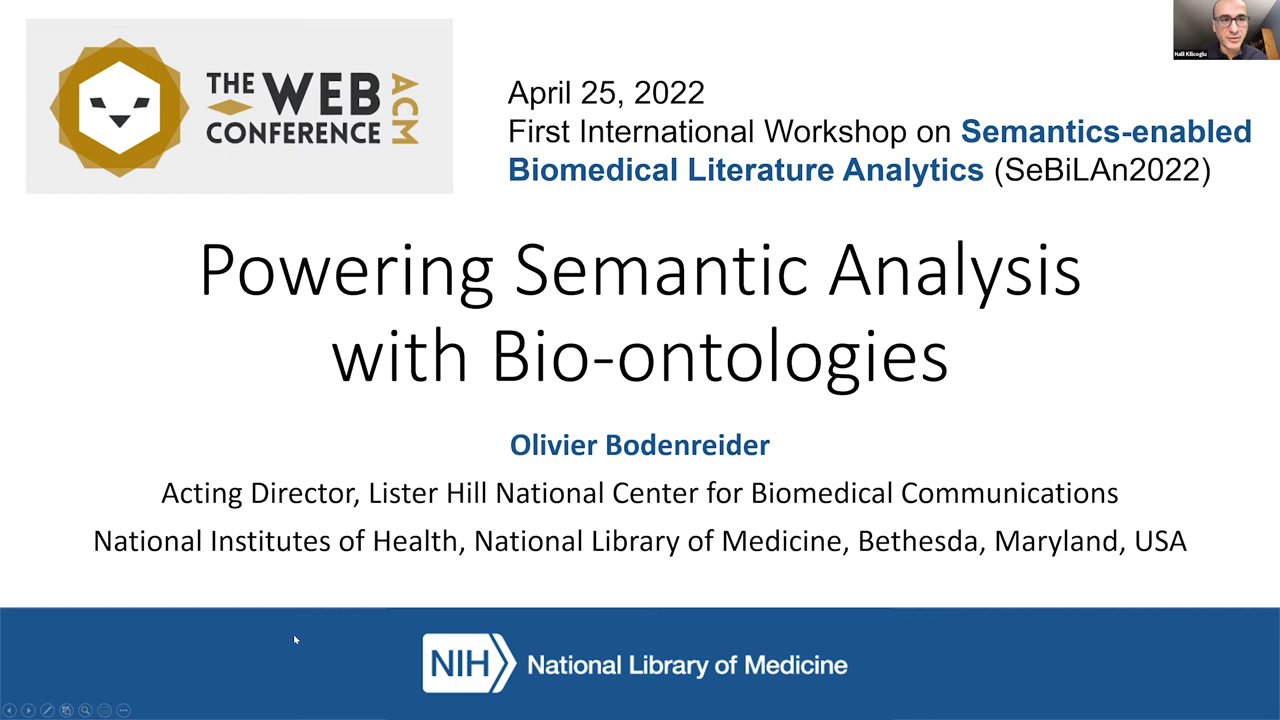 THE WEB
CONFERENCE
ACM
Halil Kilicoglu
April 25, 2022
First International Workshop on Semantics-enabled
Biomedical Literature Analytics (SeBiLAn2022)
Powering Semantic Analysis
with Bio-ontologies
Olivier Bodenreider
Acting Director, Lister Hill National Center for Biomedical Communications
National Institutes of Health, National Library of Medicine, Bethesda, Maryland, USA
NIH National Library of Medicine